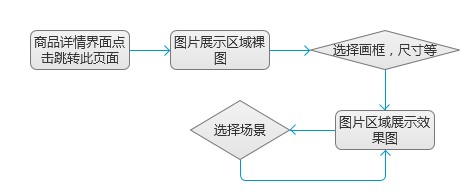 商品详情界面点
击跳转此页面
图片展示区域裸
图
选择画框，尺寸等
图片区域展示效
果图
选择场景